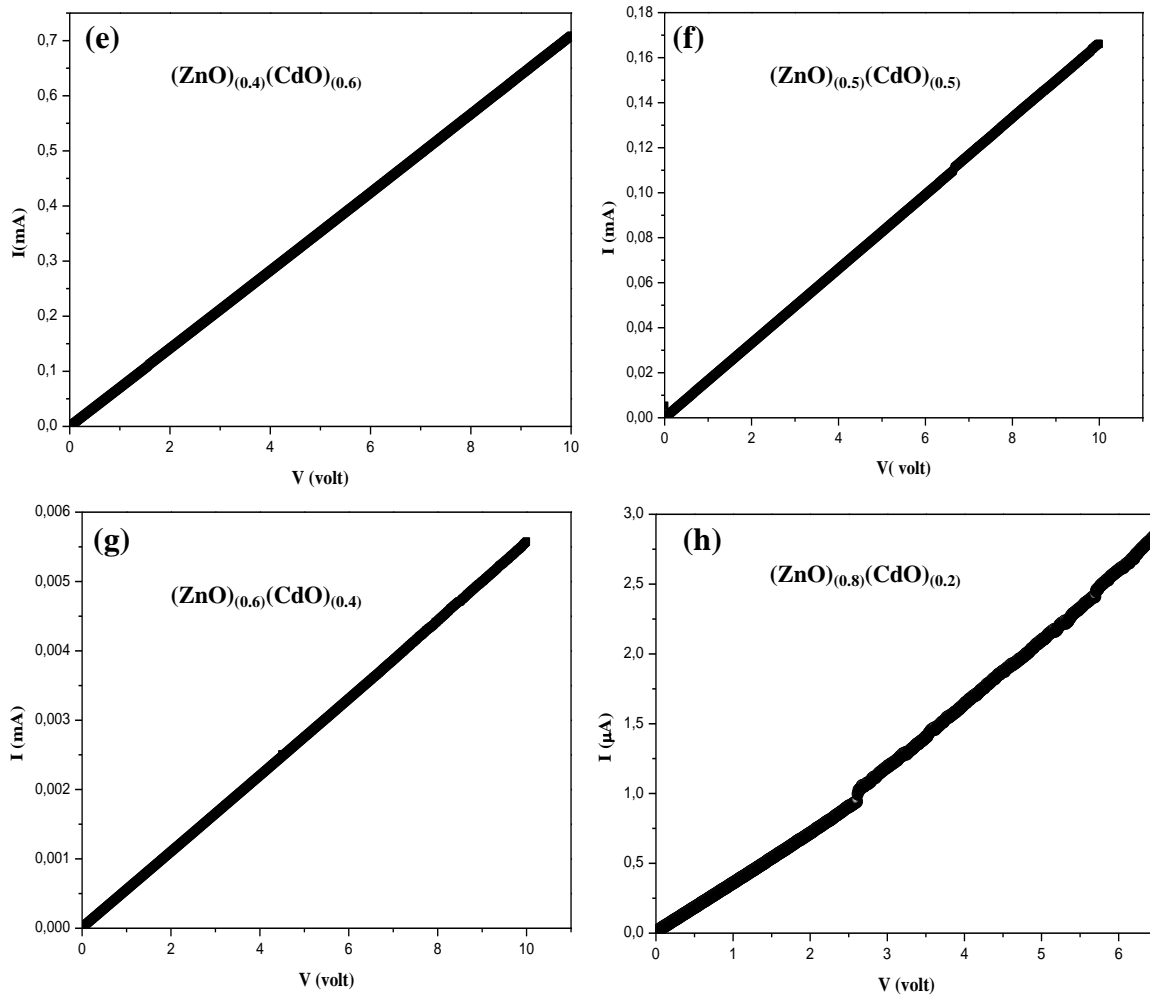 (e)
(ZnO)(0.4)(CdO)(0.6)
0,7
0,6
0,5
0,4
0,3
0,2
0,1
0,0
I(mA)
0 2 4 6 8 10
V (volt)
(f)
(ZnO)(0.5)(CdO)(0.5)
0,18
0,16
0,14
0,12
0,10
0,08
0,06
0,04
0,02
0,00
I (mA)
0 2 4 6 8 10
V( volt)
(g)
(ZnO)(0.6)(CdO)(0.4)
0,006
0,005
0,004
0,003
0,002
0,001
0,000
I (mA)
0 2 4 6 8 10
V (volt)
(h)
(ZnO)(0.8)(CdO)(0.2)
3,0
2,5
2,0
1,5
1,0
0,5
0,0
I (µA)
0 1 2 3 4 5 6
V (volt)